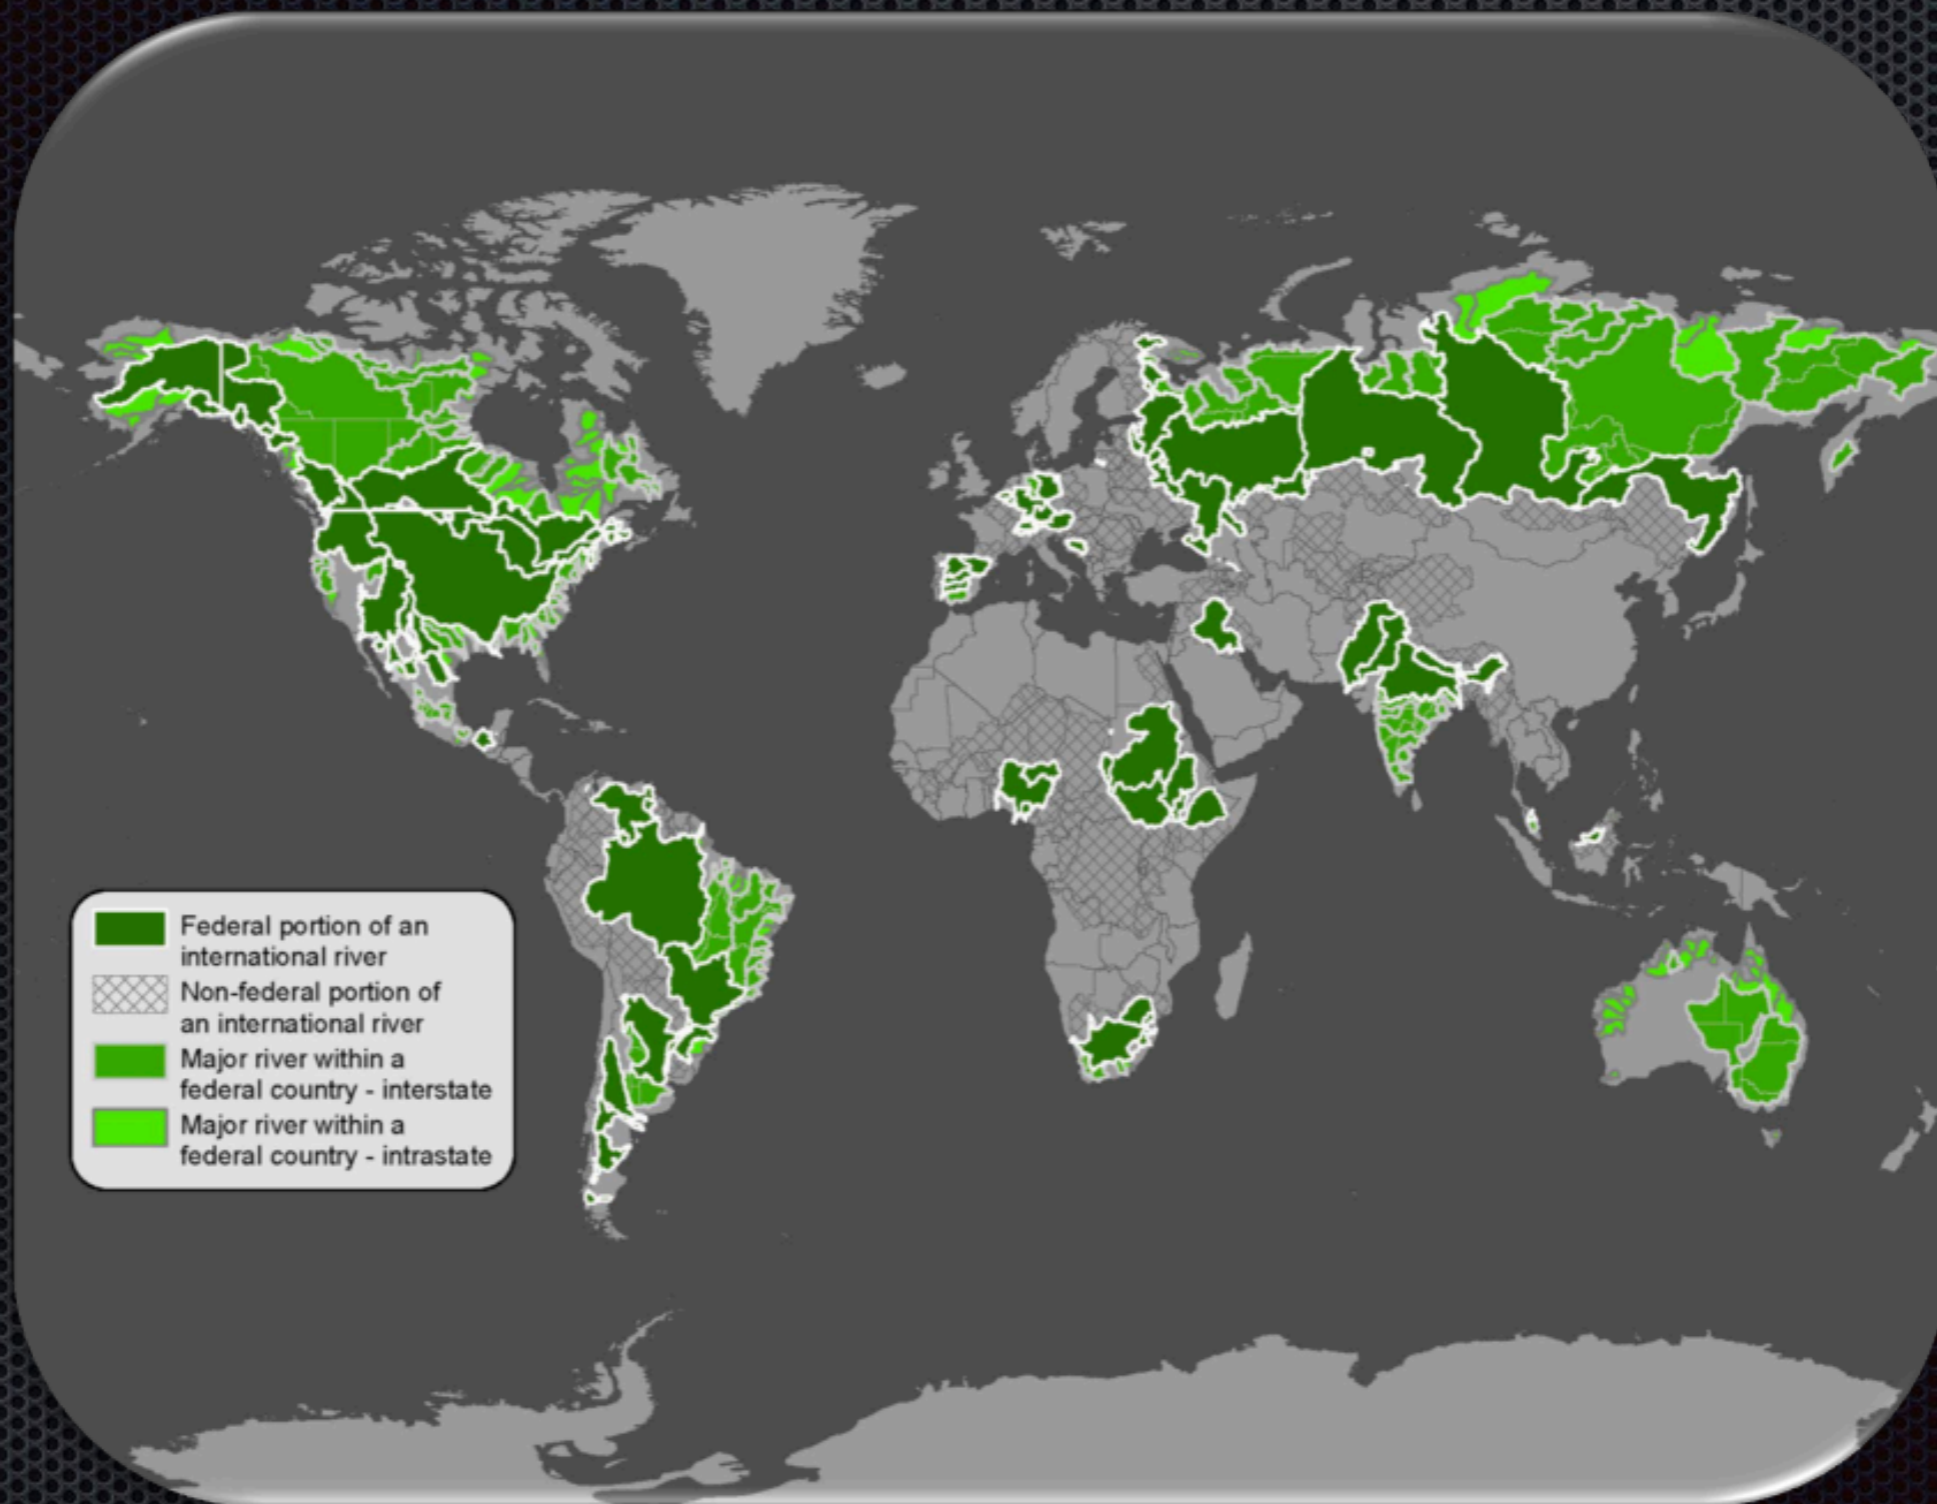 Federal portion of an
international river
Non-federal portion of
an international river
Major river within a
federal country - interstate
Major river within a
federal country - intrastate